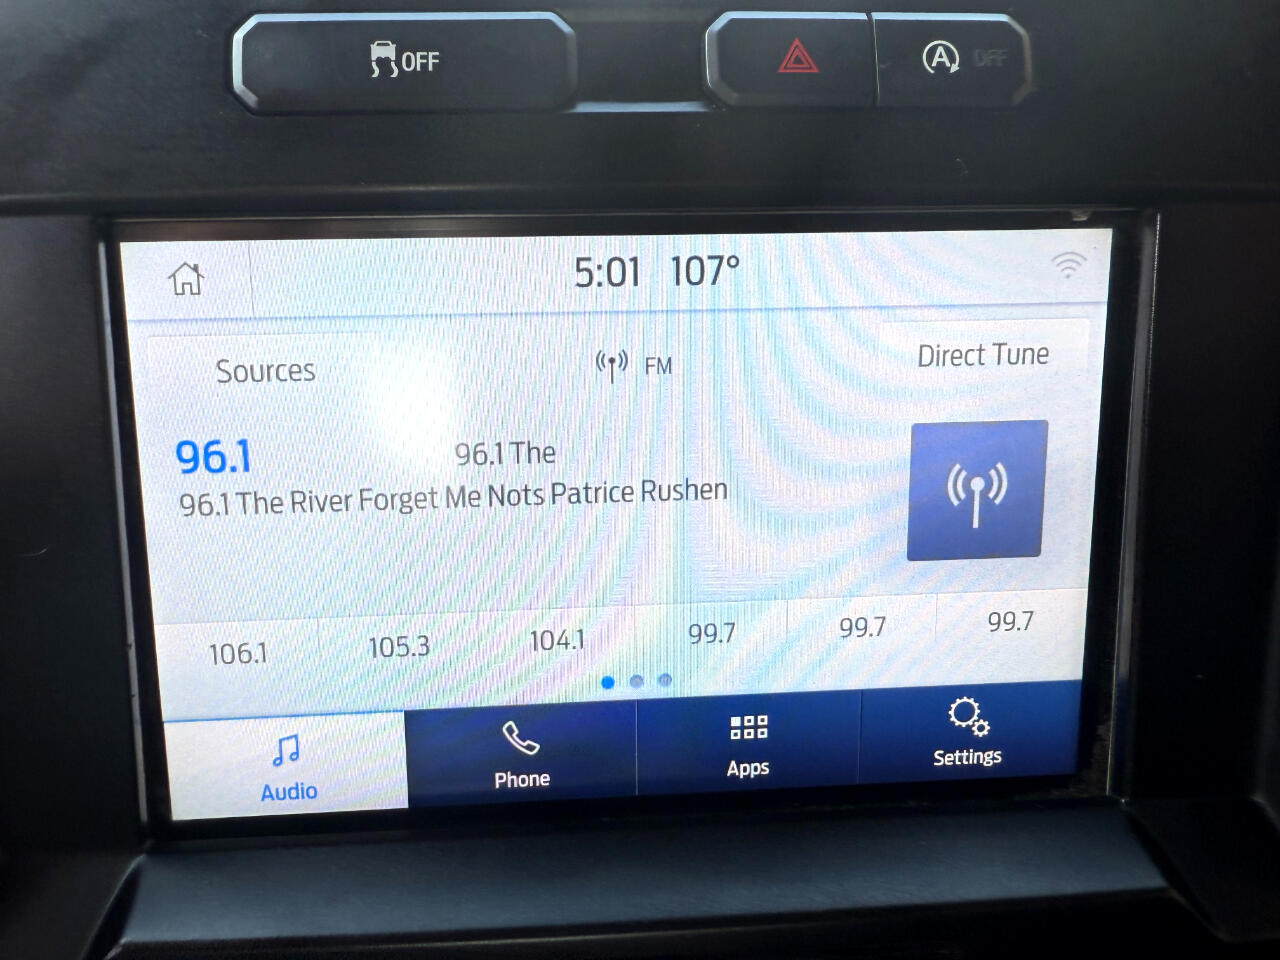 OFF
A OFF
5:01 107°
Sources FM Direct Tune
96.1 96.1 The
96.1 The River Forget Me Nots Patrice Rushen
106.1 105.3 104.1 99.7 99.7 99.7
Audio Phone Apps Settings